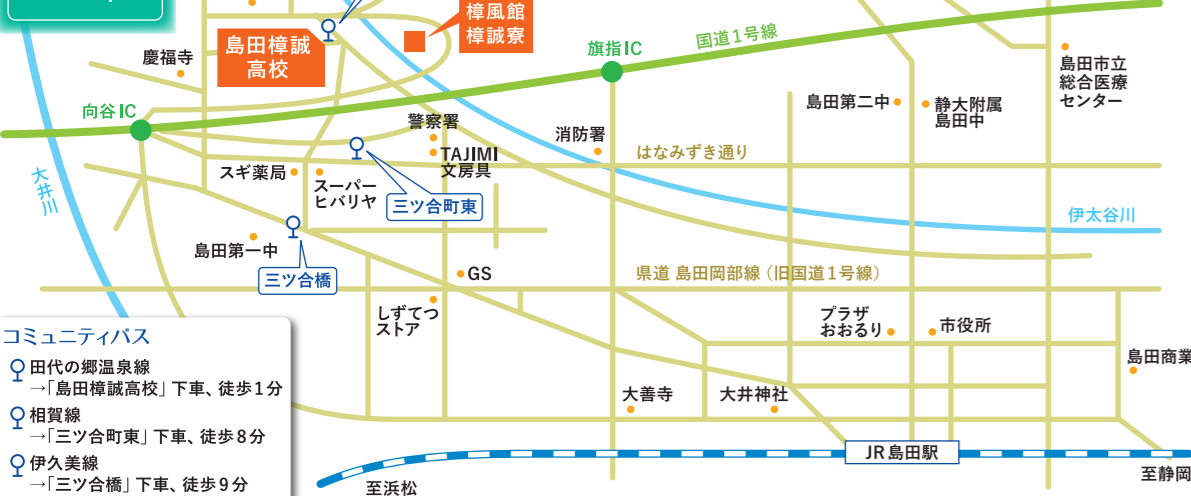 樟風館
樟誠寮
島田樟誠
高校
慶福寺
旗指IC
国道1号線
島田市立
総合医療
センター
向谷IC
島田第二中
静大附属
島田中
警察署
消防署
TAJIMI
文房具
はなみずき通り
スギ薬局
スーパー
ヒバリヤ
三ツ合町東
大井川
伊太谷川
島田第一中
三ツ合橋
GS
県道 島田岡部線（旧国道1号線）
しずてつ
ストア
プラザ
おおるり
市役所
島田商業
大善寺
大井神社
JR島田駅
至浜松
至静岡
コミュニティバス
田代の郷温泉線
→「島田樟誠高校」下車、徒歩1分
相賀線
→「三ツ合町東」下車、徒歩8分
伊久美線
→「三ツ合橋」下車、徒歩9分